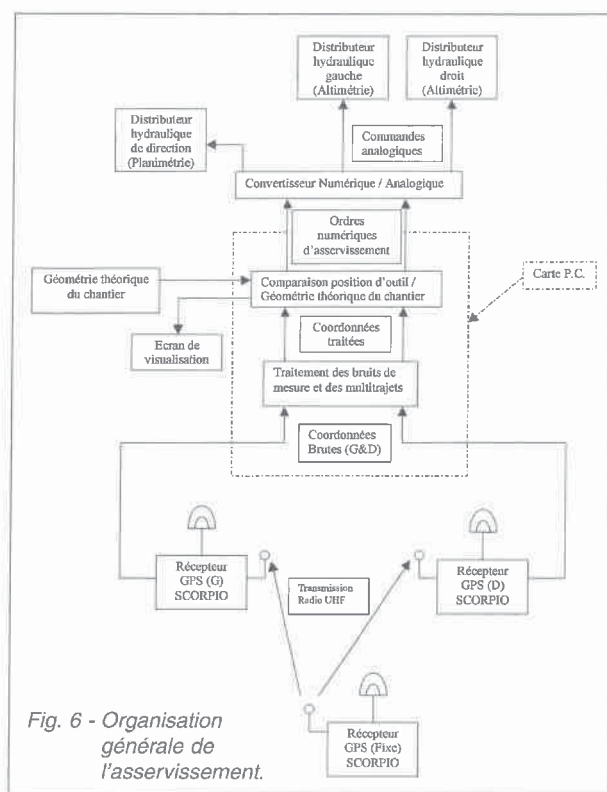 Distributeur
hydraulique
gauche
(Altimétrie)
Distributeur
hydraulique
droit
(Altimétrie)
Distributeur
hydraulique
de direction
(Planimétrie)
Commandes
analogiques
Convertisseur Numérique / Analogique
Ordres
numériques
d'asservissement
Géométrie théorique
du chantier
Comparaison position d'outil /
Géométrie théorique du chantier
Carte P.C.
Ecran de
visualisation
Coordonnées
traitées
Traitement des bruits de
mesure et des multitrajets
Coordonnées
Brutes (G&D)
Récepteur
GPS (G)
SCORPIO
Transmission
Radio UHF
Récepteur
GPS (D)
SCORPIO
Récepteur
GPS (Fixe)
SCORPIO
Fig. 6 - Organisation
générale de
l'asservissement.